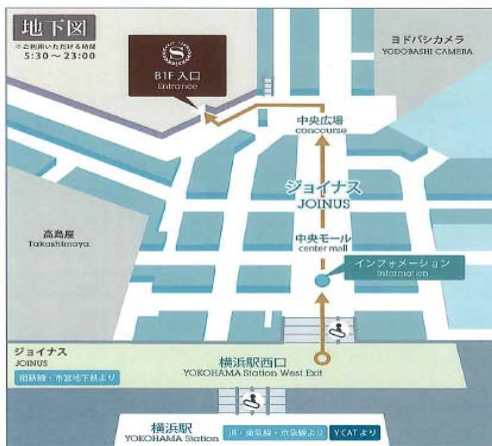 地下図
※ご利用いただける時間
5:30～23:00
S
B1F 入口
Entrance
ヨドバシカメラ
YODOBASHI CAMERA
中央広場
concourse
ジョイナス
JOINUS
高島屋
Takashimaya
中央モール
center mall
インフォメーション
Information
ジョイナス
JOINUS
相鉄線・市営地下鉄より
横浜駅西口
YOKOHAMA Station West Exit
横浜駅
YOKOHAMA Station
JR・東急線・京急線より
YCATより